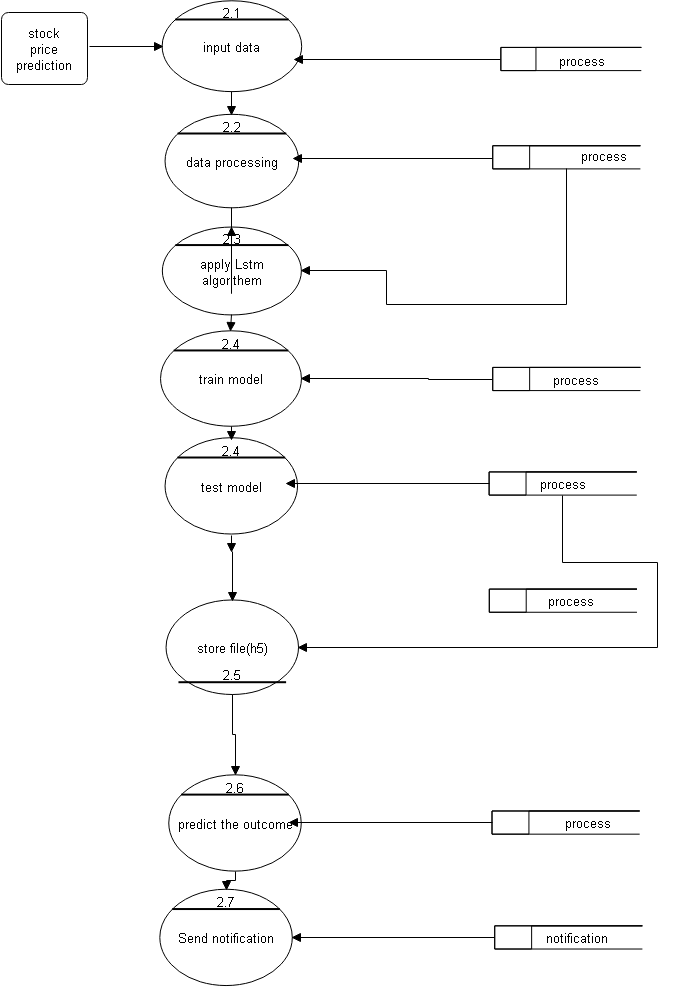 stock
price
prediction
2.1
input data
process
2.2
data processing
process
2.3
apply Lstm
algorithem
2.4
train model
process
2.4
test model
process
process
store file(h5)
2.5
2.6
predict the outcome
process
2.7
Send notification
notification